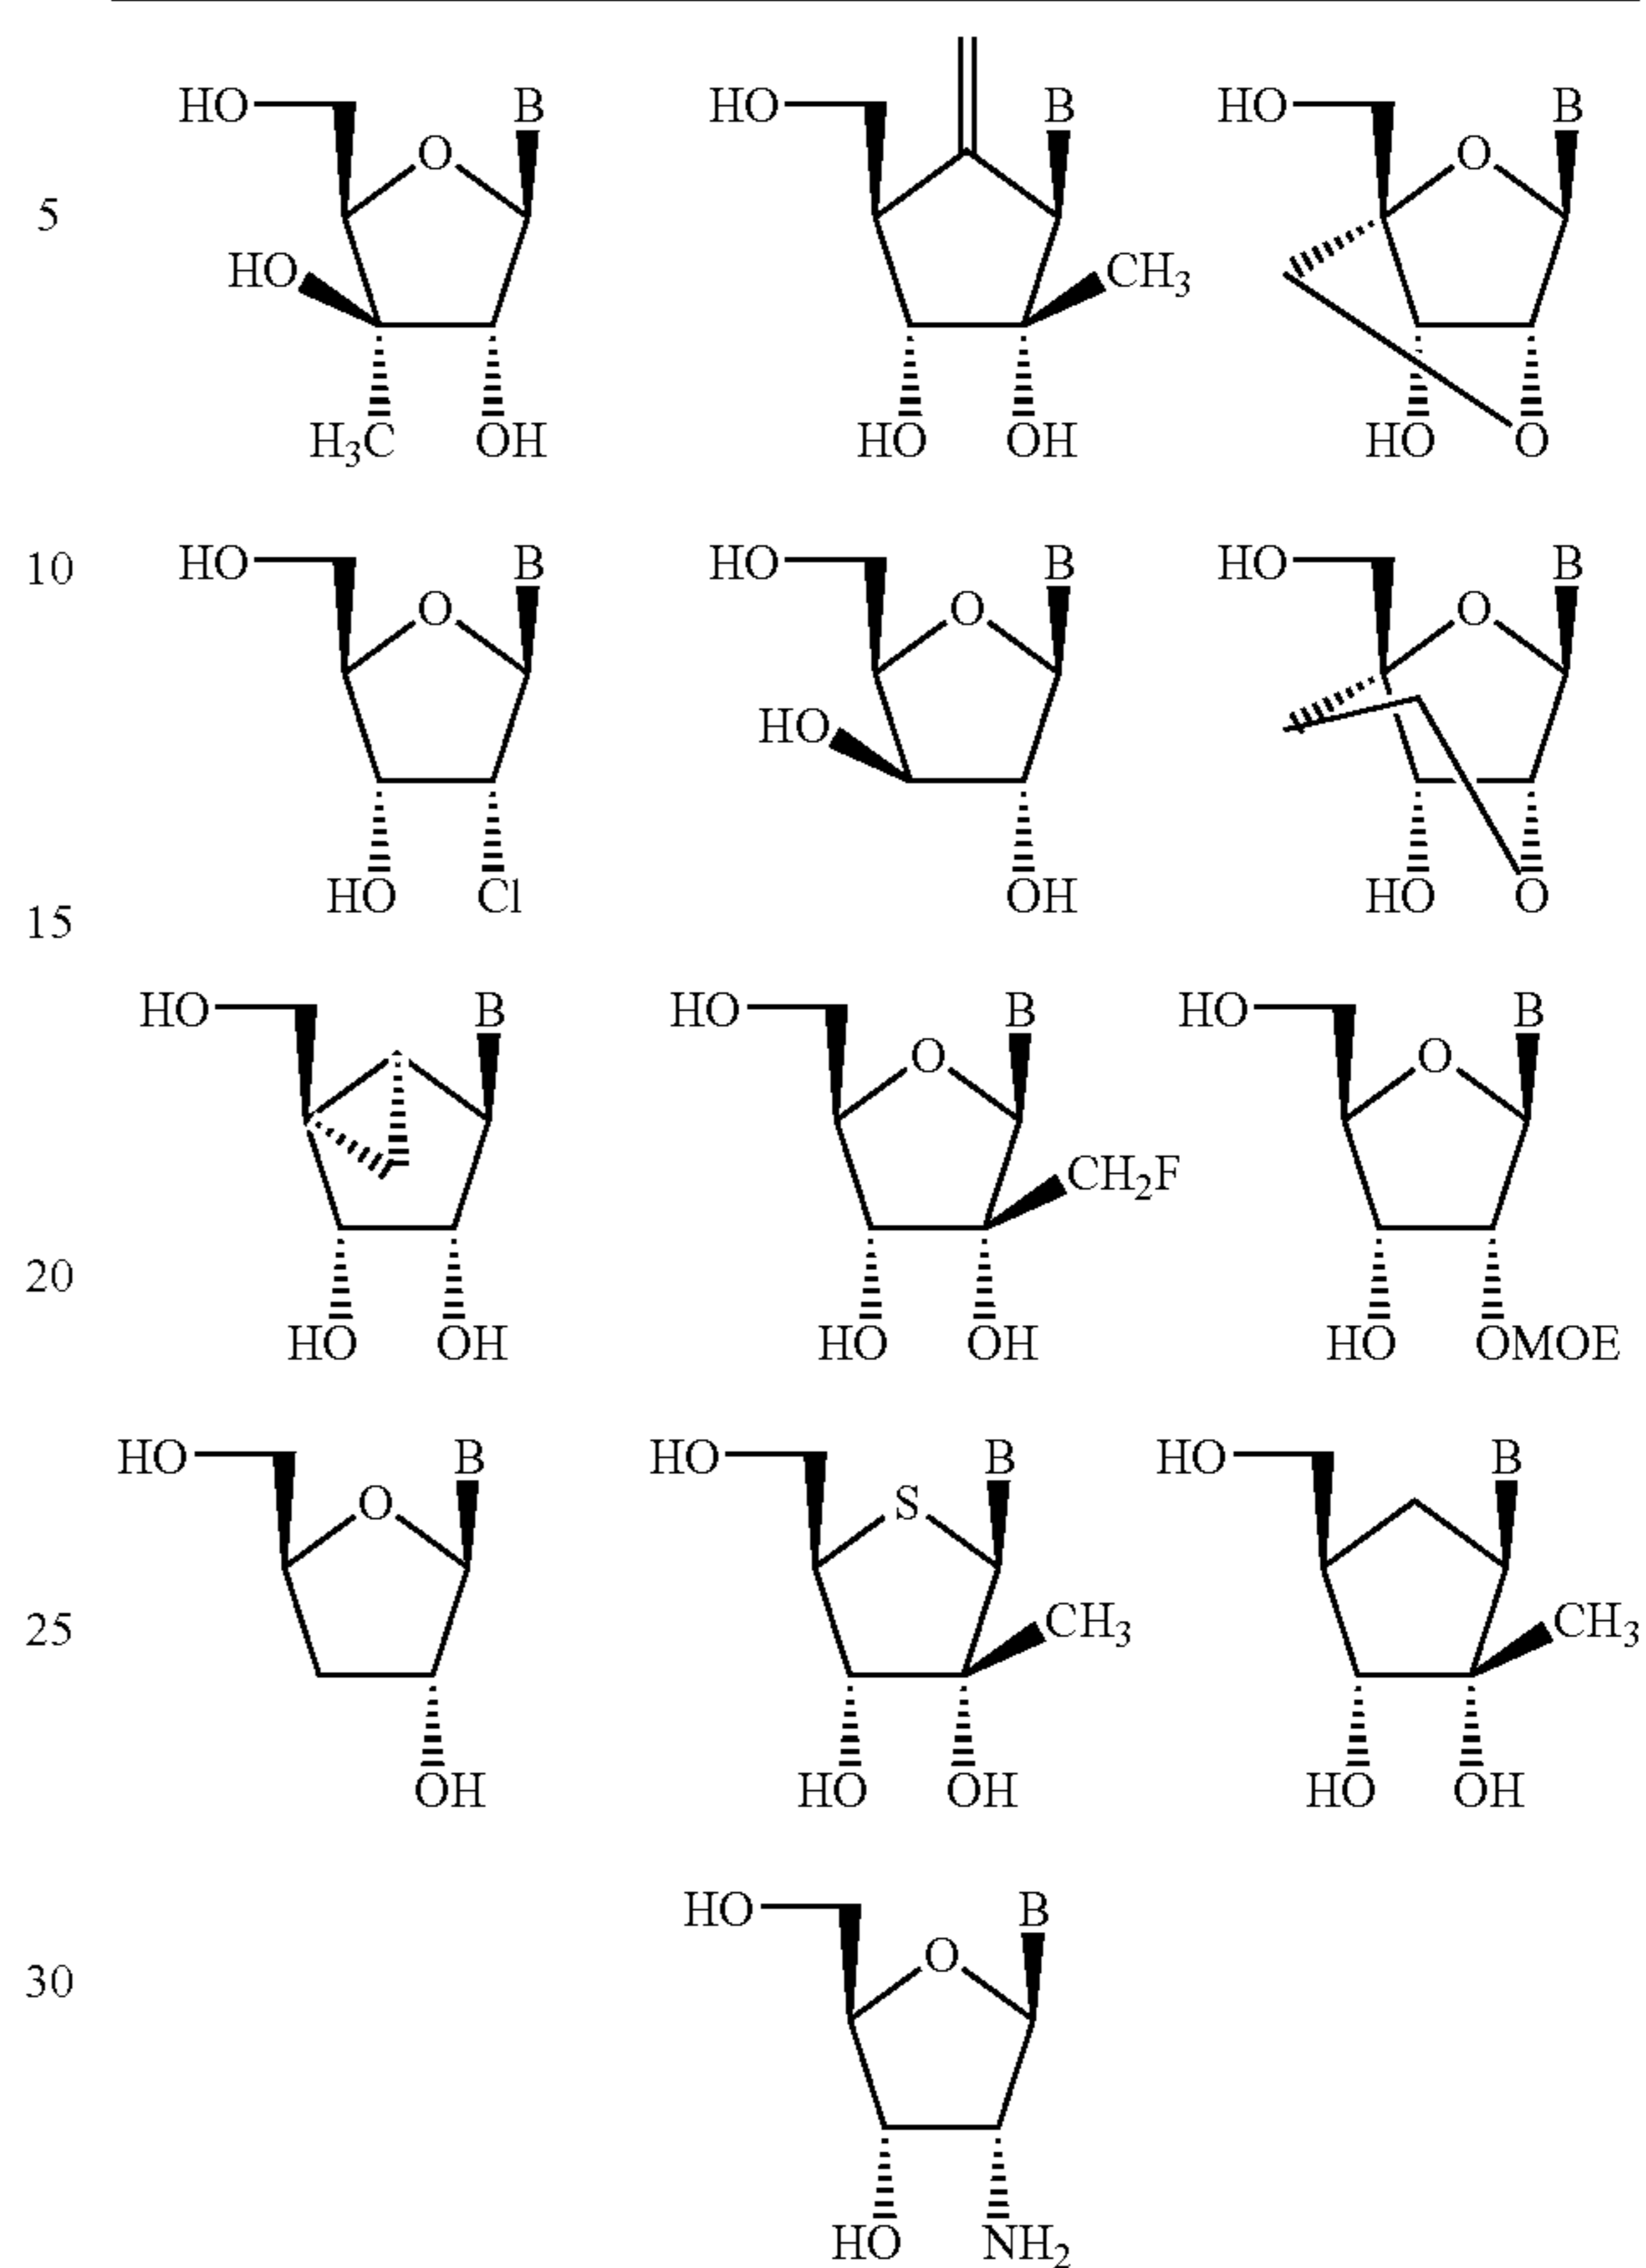 HO B HO B HO B
O O
5
HO CH₃
H₃C OH HO OH HO O
10 HO B HO B HO B
O O O
HO
HO Cl OH HO O
15
HO B HO B HO B
O O
CH₂F
20
HO OH HO OH HO OMOE
HO B HO B HO B
O S
25 CH₃ CH₃
OH HO OH HO OH
HO B
O
30
HO NH₂